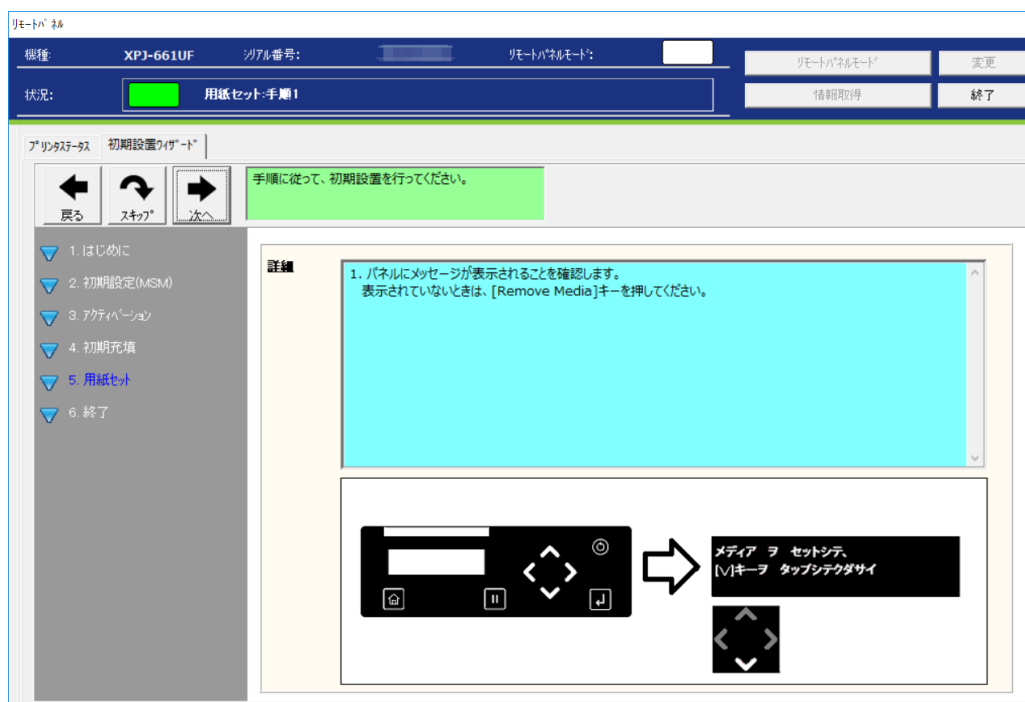 リモートパネル
機種:
XPJ-661UF
シリアル番号:
リモートパネルモード:
リモートパネルモード
変更
状況:
用紙セット:手順1
情報取得
終了
プリンタステータス
初期設置ウィザード
戻る
スキップ
次へ
手順に従って、初期設置を行ってください。
1. はじめに
2. 初期設定(MSM)
3. アクティベーション
4. 初期充填
5. 用紙セット
6. 終了
詳細
1. パネルにメッセージが表示されることを確認します。
表示されていないときは、[Remove Media]キーを押してください。
メディア ヲ セットシテ、
[∨]キーヲ タップシテクダサイ